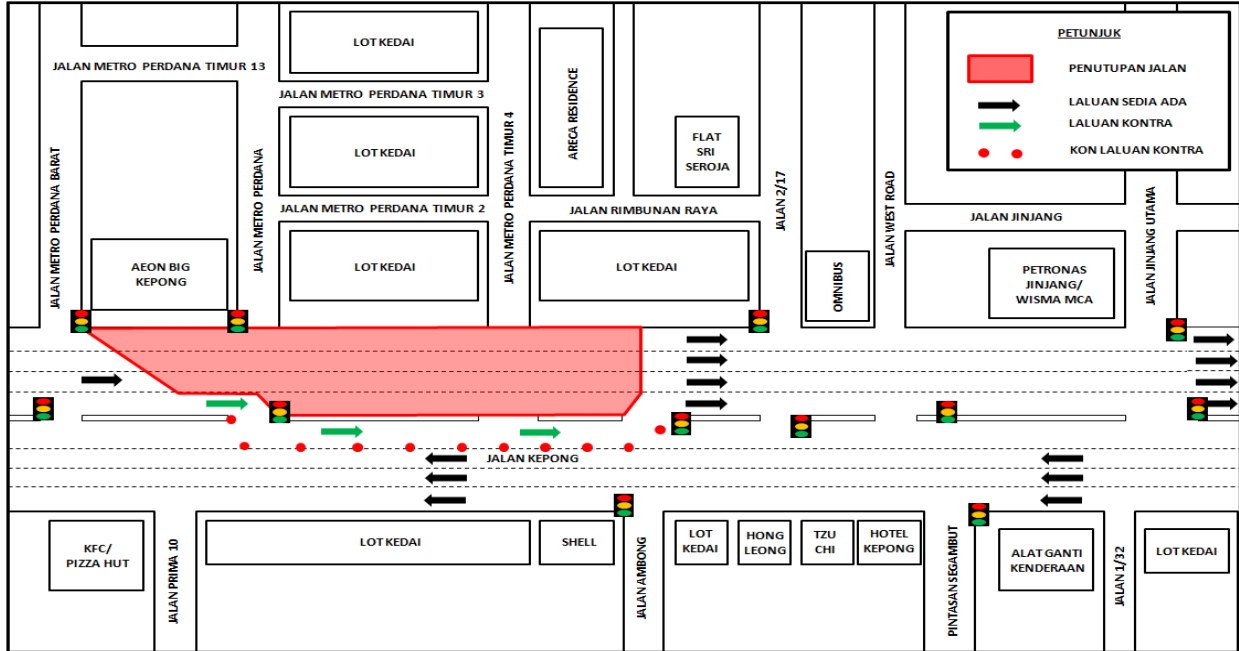 LOT KEDAI
PETUNJUK
PENUTUPAN JALAN
LALUAN SEDIA ADA
LALUAN KONTRA
KON LALUAN KONTRA
JALAN METRO PERDANA TIMUR 13
JALAN METRO PERDANA TIMUR 3
LOT KEDAI
ARECA RESIDENCE
FLAT
SRI
SEROJA
JALAN METRO PERDANA BARAT
JALAN METRO PERDANA
JALAN METRO PERDANA TIMUR 4
JALAN 2/17
JALAN WEST ROAD
JALAN JINJANG UTAMA
JALAN METRO PERDANA TIMUR 2
JALAN RIMBUNAN RAYA
JALAN JINJANG
AEON BIG
KEPONG
LOT KEDAI
LOT KEDAI
OMNIBUS
PETRONAS
JINJANG/
WISMA MCA
JALAN KEPONG
KFC/
PIZZA HUT
JALAN PRIMA 10
LOT KEDAI
SHELL
JALAN AMBONG
LOT
KEDAI
HONG
LEONG
TZU
CHI
HOTEL
KEPONG
PINTASAN SEGAMBUT
ALAT GANTI
KENDERAAN
JALAN 1/32
LOT KEDAI